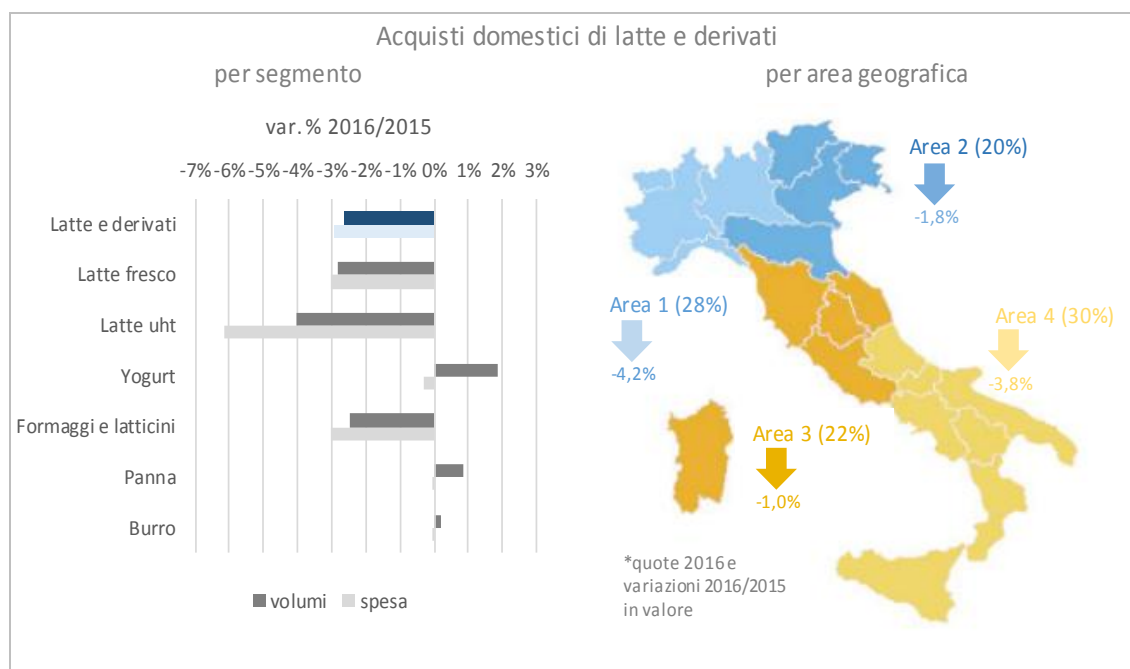 Acquisti domestici di latte e derivati
per segmento
per area geografica
var. % 2016/2015
-7% -6% -5% -4% -3% -2% -1% 0% 1% 2% 3%
Latte e derivati
Latte fresco
Latte uht
Yogurt
Formaggi e latticini
Panna
Burro
volumi spesa
Area 2 (20%)
-1,8%
Area 1 (28%)
-4,2%
Area 4 (30%)
-3,8%
Area 3 (22%)
-1,0%
*quote 2016 e
variazioni 2016/2015
in valore